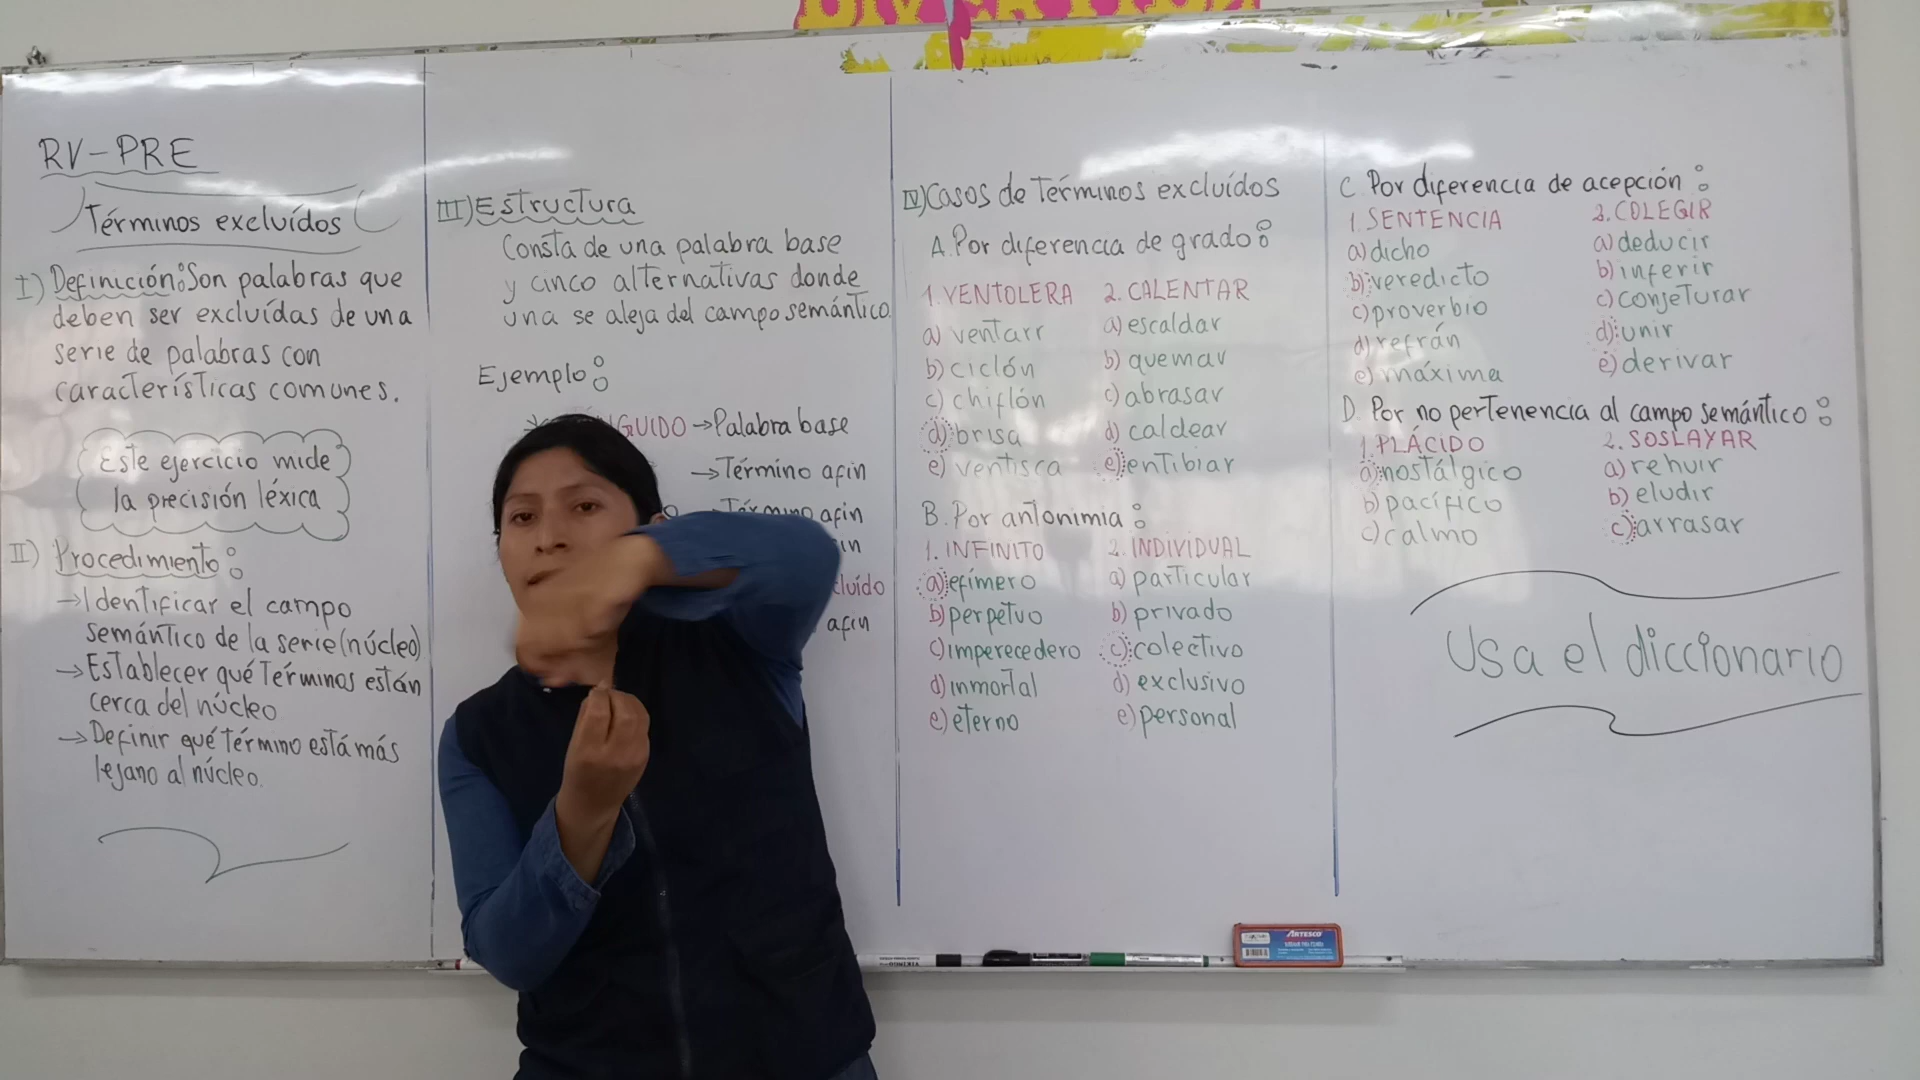 RV-PRE
Términos excluídos
I) Definición: Son palabras que
deben ser excluídas de una
serie de palabras con
características comunes.
Este ejercicio mide
la precisión léxica
II) Procedimiento:
→Identificar el campo
semántico de la serie (núcleo)
→Establecer qué términos están
cerca del núcleo
→Definir qué término está más
lejano al núcleo.
III) Estructura
Consta de una palabra base
y cinco alternativas donde
una se aleja del campo semántico.
Ejemplo:
GUIDO →Palabra base
→Término afín
→Término afín
afín
IV) Casos de términos excluídos
A. Por diferencia de grado:
1. VENTOLERA
a) ventarr
b) ciclón
c) chiflón
d) brisa
e) ventisca
2. CALENTAR
a) escaldar
b) quemar
c) abrasar
d) caldear
e) entibiar
B. Por antonimia:
1. INFINITO
a) efímero
b) perpetuo
c) imperecedero
d) inmortal
e) eterno
2. INDIVIDUAL
a) particular
b) privado
c) colectivo
d) exclusivo
e) personal
C. Por diferencia de acepción:
1. SENTENCIA
a) dicho
b) veredicto
c) proverbio
d) refrán
e) máxima
2. COLEGIR
a) deducir
b) inferir
c) conjeturar
d) unir
e) derivar
D. Por no pertenencia al campo semántico:
1. PLÁCIDO
a) nostálgico
b) pacífico
c) calmo
2. SOSLAYAR
a) rehuir
b) eludir
c) arrasar
Usa el diccionario
ARTESCO